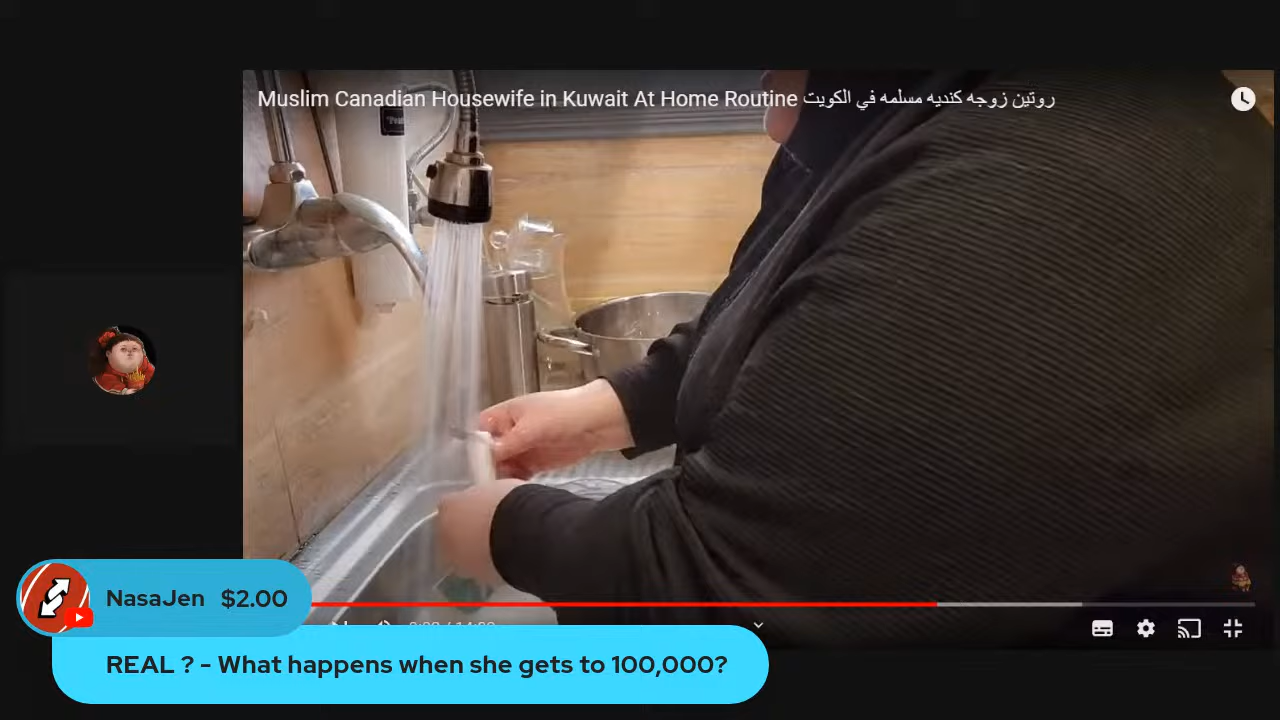 Muslim Canadian Housewife in Kuwait At Home Routine روتين زوجه كنديه مسلمه في الكويت
NasaJen $2.00
REAL ? - What happens when she gets to 100,000?